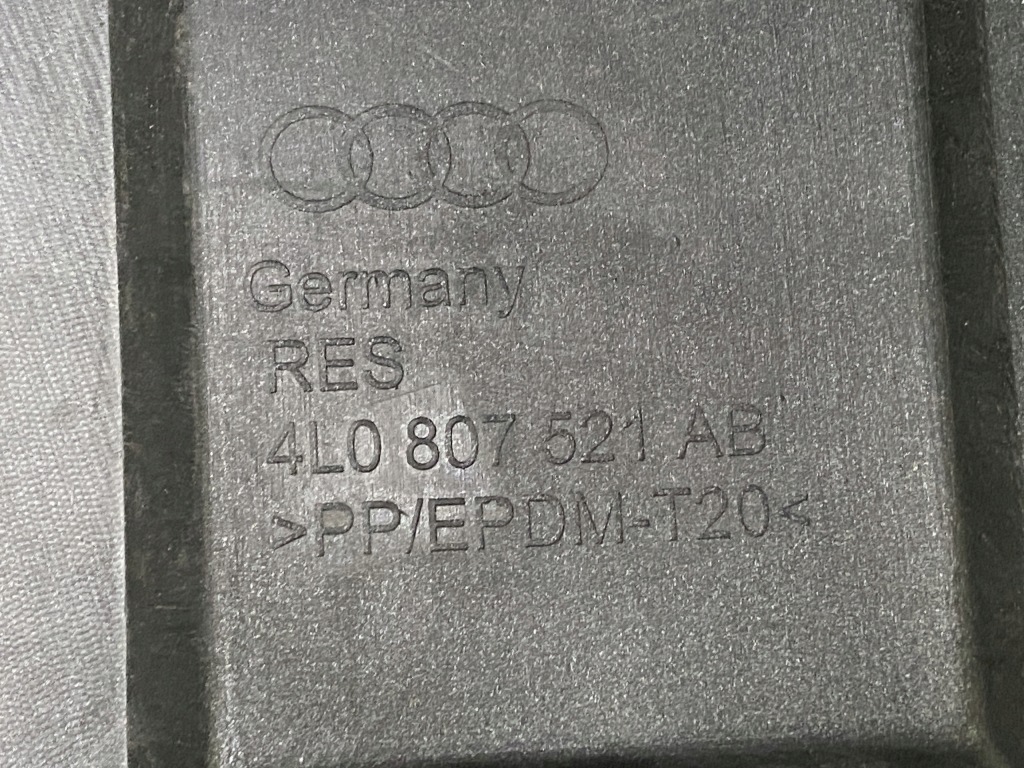 Germany
RES
4L0 807 521 AB
>PP/EPDM-T20<